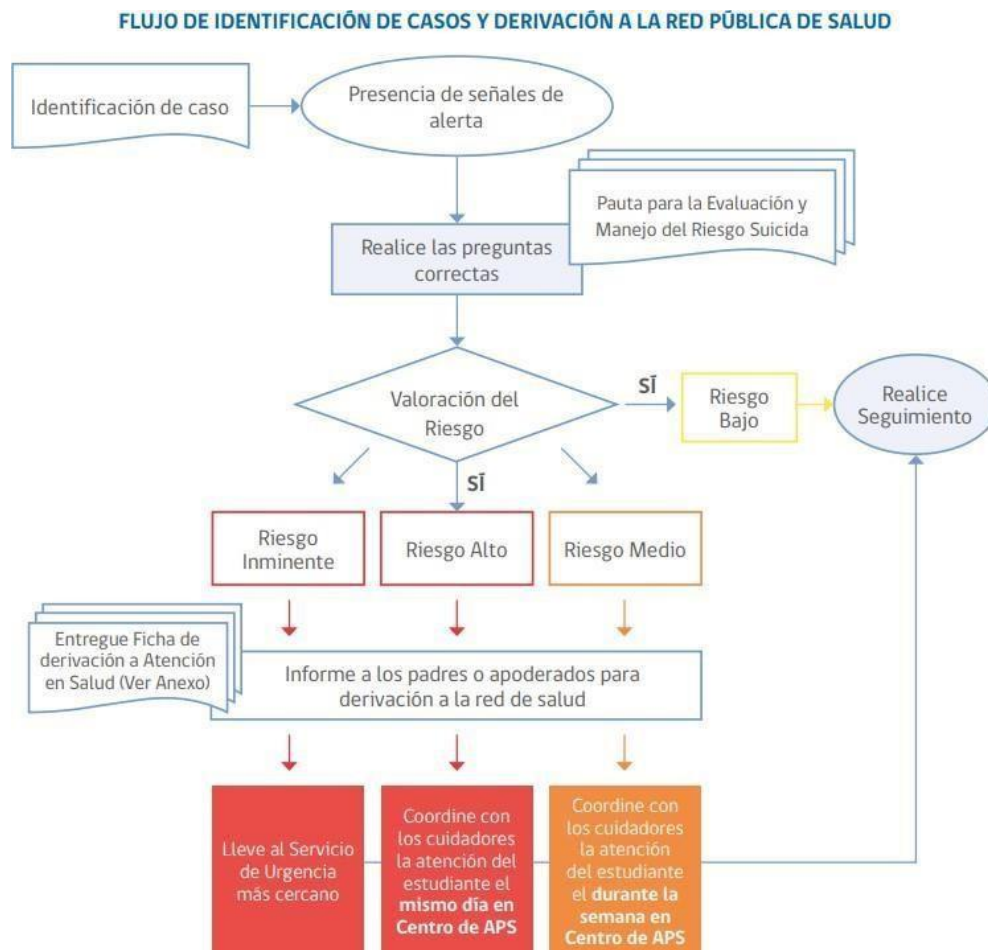 FLUJO DE IDENTIFICACIÓN DE CASOS Y DERIVACIÓN A LA RED PÚBLICA DE SALUD
Identificación de caso
Presencia de señales de
alerta
Pauta para la Evaluación y
Manejo del Riesgo Suicida
Realice las preguntas
correctas
Valoración del
Riesgo
SÍ
Riesgo
Bajo
Realice
Seguimiento
SÍ
Riesgo
Inminente
Riesgo Alto
Riesgo Medio
Entregue Ficha de
derivación a Atención
en Salud (Ver Anexo)
Informe a los padres o apoderados para
derivación a la red de salud
Lleve al Servicio
de Urgencia
más cercano
Coordine con
los cuidadores
la atención del
estudiante el
mismo día en
Centro de APS
Coordine con
los cuidadores
la atención
del estudiante
el durante la
semana en
Centro de APS